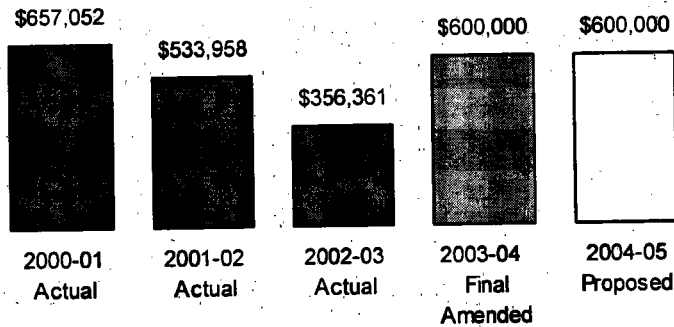 $657,052
$533,958
$356,361
$600,000
$600,000
2000-01
Actual
2001-02
Actual
2002-03
Actual
2003-04
Final
Amended
2004-05
Proposed